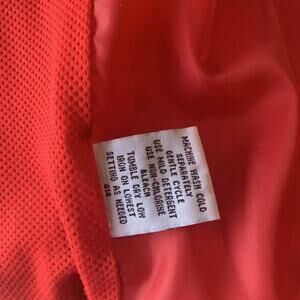 MACHINE WASH COLD
SEPARATELY
GENTLE CYCLE
USE MILD DETERGENT
USE NON-CHLORINE
BLEACH
TUMBLE DRY LOW
IRON ON LOWEST
SETTING AS NEEDED